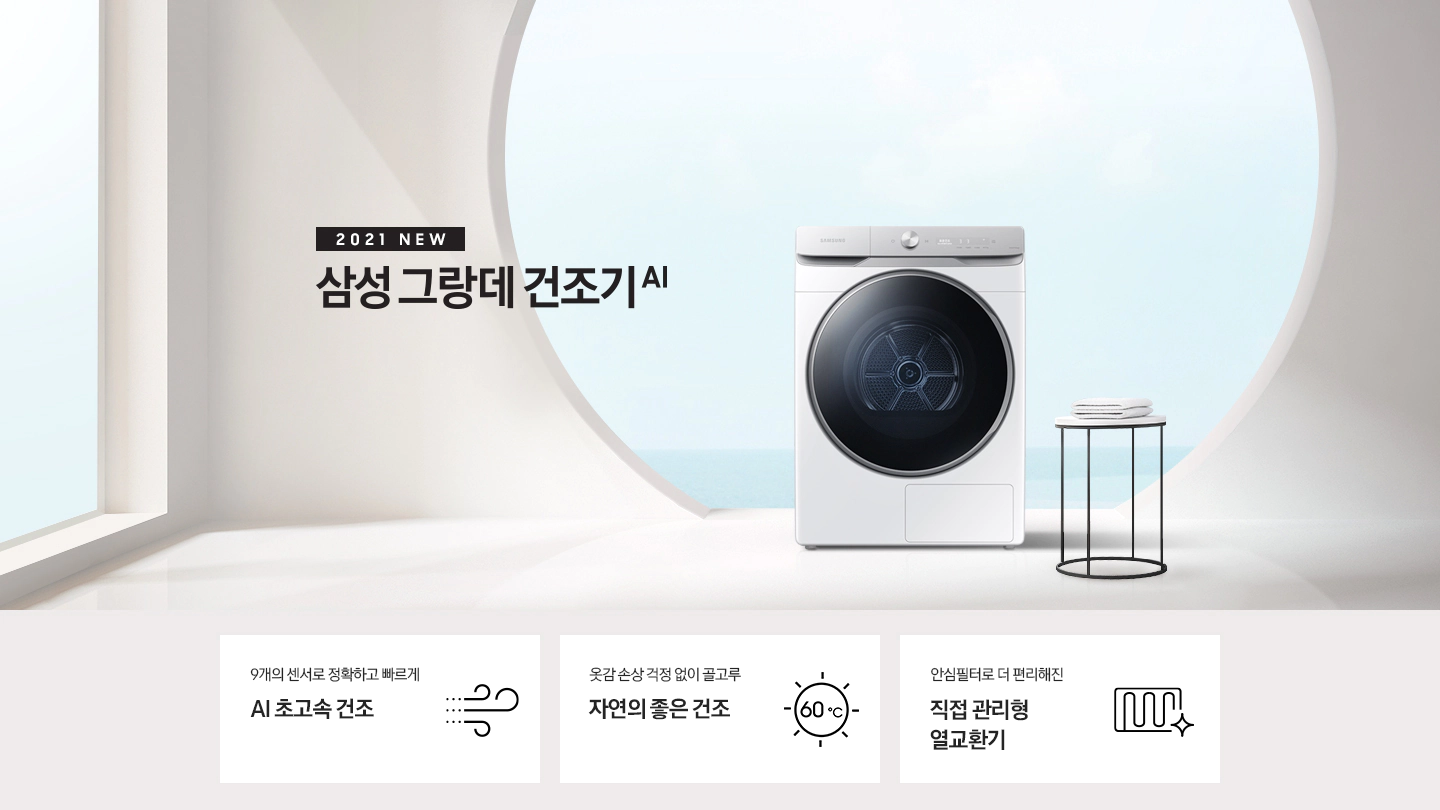 2021 NEW
삼성 그랑데 건조기 AI
SAMSUNG
9개의 센서로 정확하고 빠르게
AI 초고속 건조
옷감 손상 걱정 없이 골고루
자연의 좋은 건조
60 ℃
안심필터로 더 편리해진
직접 관리형
열교환기